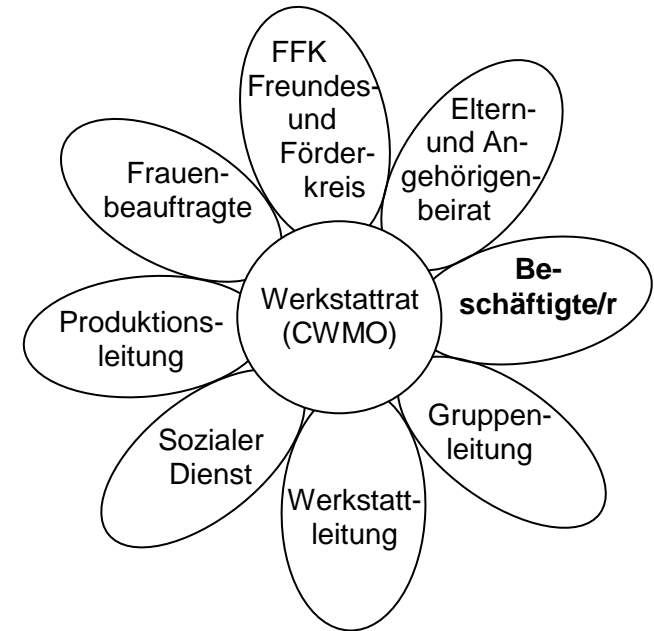 FFK
Freundes-
und
Förder-
kreis
Eltern-
und An-
gehörigen-
beirat
Frauen-
beauftragte
Be-
schäftigte/r
Werkstattrat
(CWMO)
Produktions-
leitung
Gruppen-
leitung
Sozialer
Dienst
Werkstatt-
leitung